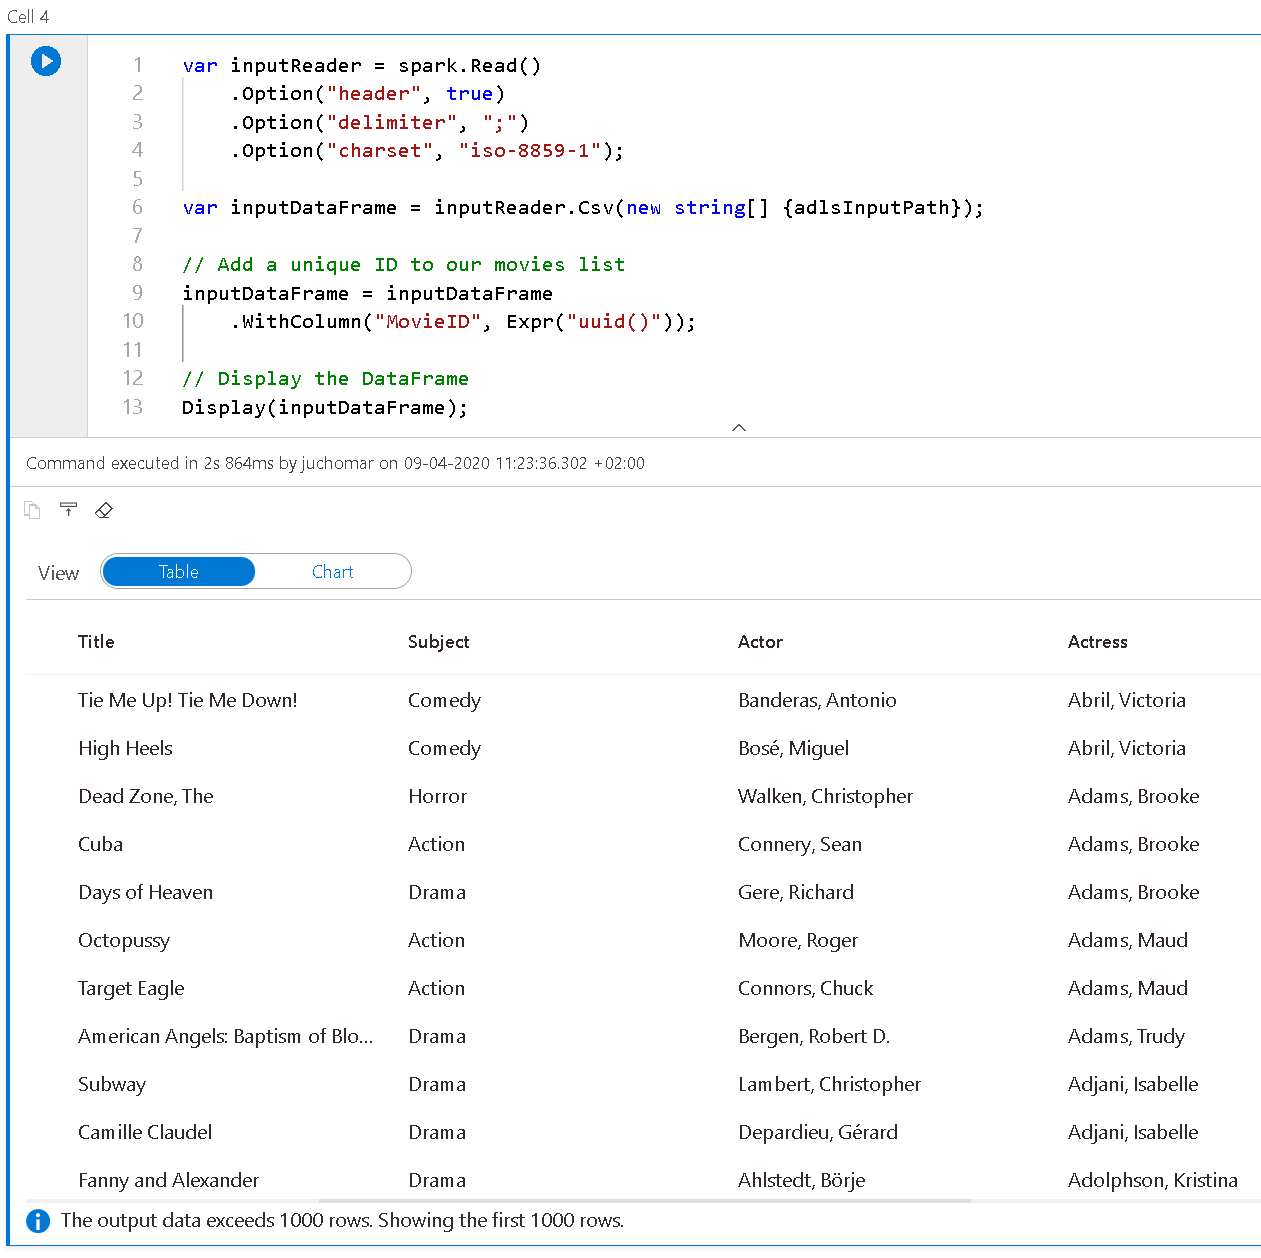 Cell 4
1 var inputReader = spark.Read()
2 .Option("header", true)
3 .Option("delimiter", ";")
4 .Option("charset", "iso-8859-1");
5
6 var inputDataFrame = inputReader.Csv(new string[] {adlsInputPath});
7
8 // Add a unique ID to our movies list
9 inputDataFrame = inputDataFrame
10 .WithColumn("MovieID", Expr("uuid()"));
11
12 // Display the DataFrame
13 Display(inputDataFrame);
Command executed in 2s 864ms by juchomar on 09-04-2020 11:23:36.302 +02:00
View Table Chart
Title Subject Actor Actress
Tie Me Up! Tie Me Down! Comedy Banderas, Antonio Abril, Victoria
High Heels Comedy Bosé, Miguel Abril, Victoria
Dead Zone, The Horror Walken, Christopher Adams, Brooke
Cuba Action Connery, Sean Adams, Brooke
Days of Heaven Drama Gere, Richard Adams, Brooke
Octopussy Action Moore, Roger Adams, Maud
Target Eagle Action Connors, Chuck Adams, Maud
American Angels: Baptism of Blo... Drama Bergen, Robert D. Adams, Trudy
Subway Drama Lambert, Christopher Adjani, Isabelle
Camille Claudel Drama Depardieu, Gérard Adjani, Isabelle
Fanny and Alexander Drama Ahlstedt, Börje Adolphson, Kristina
The output data exceeds 1000 rows. Showing the first 1000 rows.